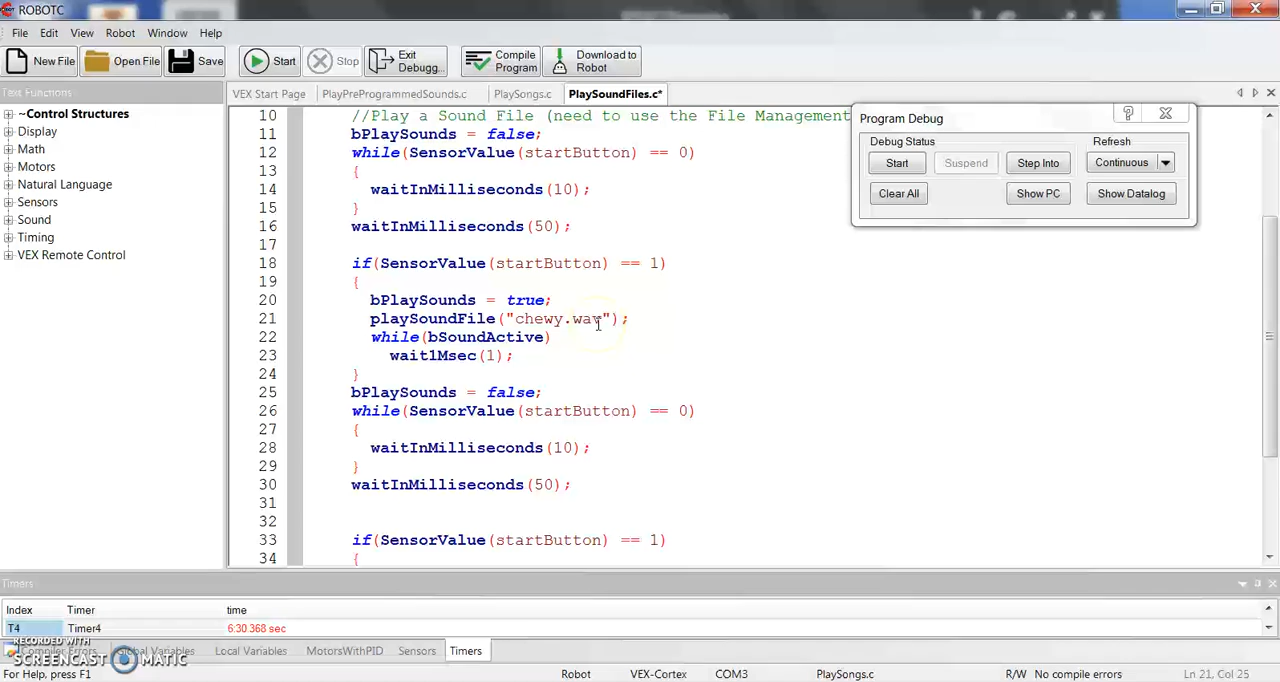 ROBOTC
File Edit View Robot Window Help
New File Open File Save Start Stop Exit Debugg... Compile Program Download to Robot
Text Functions
VEX Start Page PlayPreProgrammedSounds.c PlaySongs.c PlaySoundFiles.c*
~Control Structures
Display
Math
Motors
Natural Language
Sensors
Sound
Timing
VEX Remote Control
10 //Play a Sound File (need to use the File Management
11 bPlaySounds = false;
12 while(SensorValue(startButton) == 0)
13 {
14 waitInMilliseconds(10);
15 }
16 waitInMilliseconds(50);
17
18 if(SensorValue(startButton) == 1)
19 {
20 bPlaySounds = true;
21 playSoundFile("chewy.wav");
22 while(bSoundActive)
23 wait1Msec(1);
24 }
25 bPlaySounds = false;
26 while(SensorValue(startButton) == 0)
27 {
28 waitInMilliseconds(10);
29 }
30 waitInMilliseconds(50);
31
32
33 if(SensorValue(startButton) == 1)
34 {
Program Debug
Debug Status Refresh
Start Suspend Step Into Continuous
Clear All Show PC Show Datalog
Timers
Index Timer time
T4 Timer4 6:30.368 sec
RECORDED WITH
SCREENCAST MATIC
Compiler Errors Global Variables Local Variables MotorsWithPID Sensors Timers
For Help, press F1 Robot VEX-Cortex COM3 PlaySongs.c R/W No compile errors Ln 21, Col 25